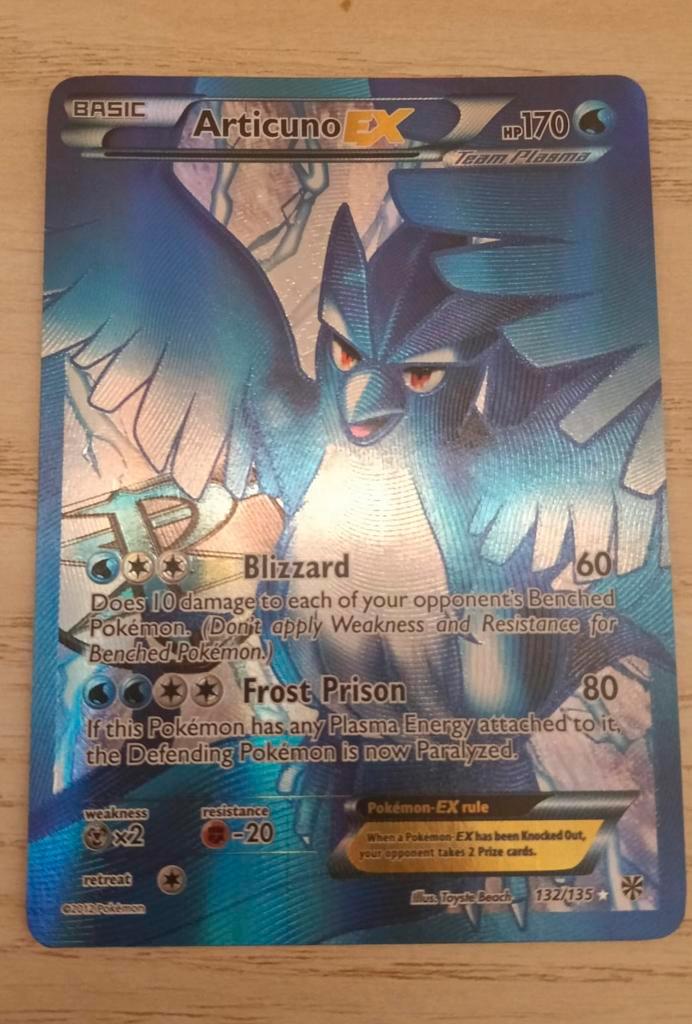 BASIC
Articuno EX
HP170
Team Plasma
Blizzard 60
Does 10 damage to each of your opponent's Benched
Pokémon. (Don't apply Weakness and Resistance for
Benched Pokémon.)
Frost Prison 80
If this Pokémon has any Plasma Energy attached to it,
the Defending Pokémon is now Paralyzed.
weakness
×2
resistance
-20
retreat
Pokémon-EX rule
When a Pokémon-EX has been Knocked Out,
your opponent takes 2 Prize cards.
©2012 Pokémon
Illus. Toyste Beach
132/135